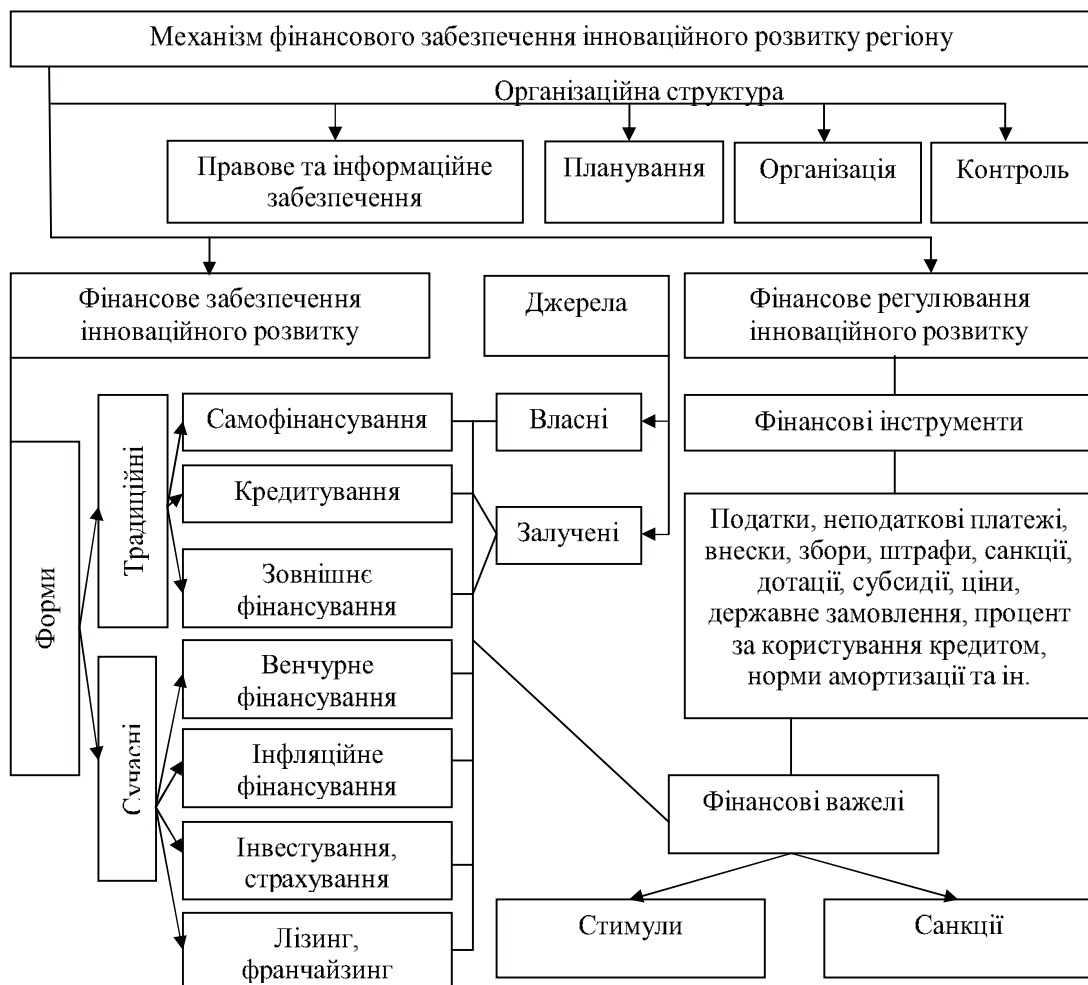 Механізм фінансового забезпечення інноваційного розвитку регіону
Організаційна структура
Правове та інформаційне
забезпечення
Планування
Організація
Контроль
Фінансове забезпечення
інноваційного розвитку
Джерела
Фінансове регулювання
інноваційного розвитку
Форми
Традиційні
Самофінансування
Кредитування
Зовнішнє
фінансування
Власні
Залучені
Фінансові інструменти
Податки, неподаткові платежі,
внески, збори, штрафи, санкції,
дотації, субсидії, ціни,
державне замовлення, процент
за користування кредитом,
норми амортизації та ін.
Сучасні
Венчурне
фінансування
Інфляційне
фінансування
Інвестування,
страхування
Лізинг,
франчайзинг
Фінансові важелі
Стимули
Санкції